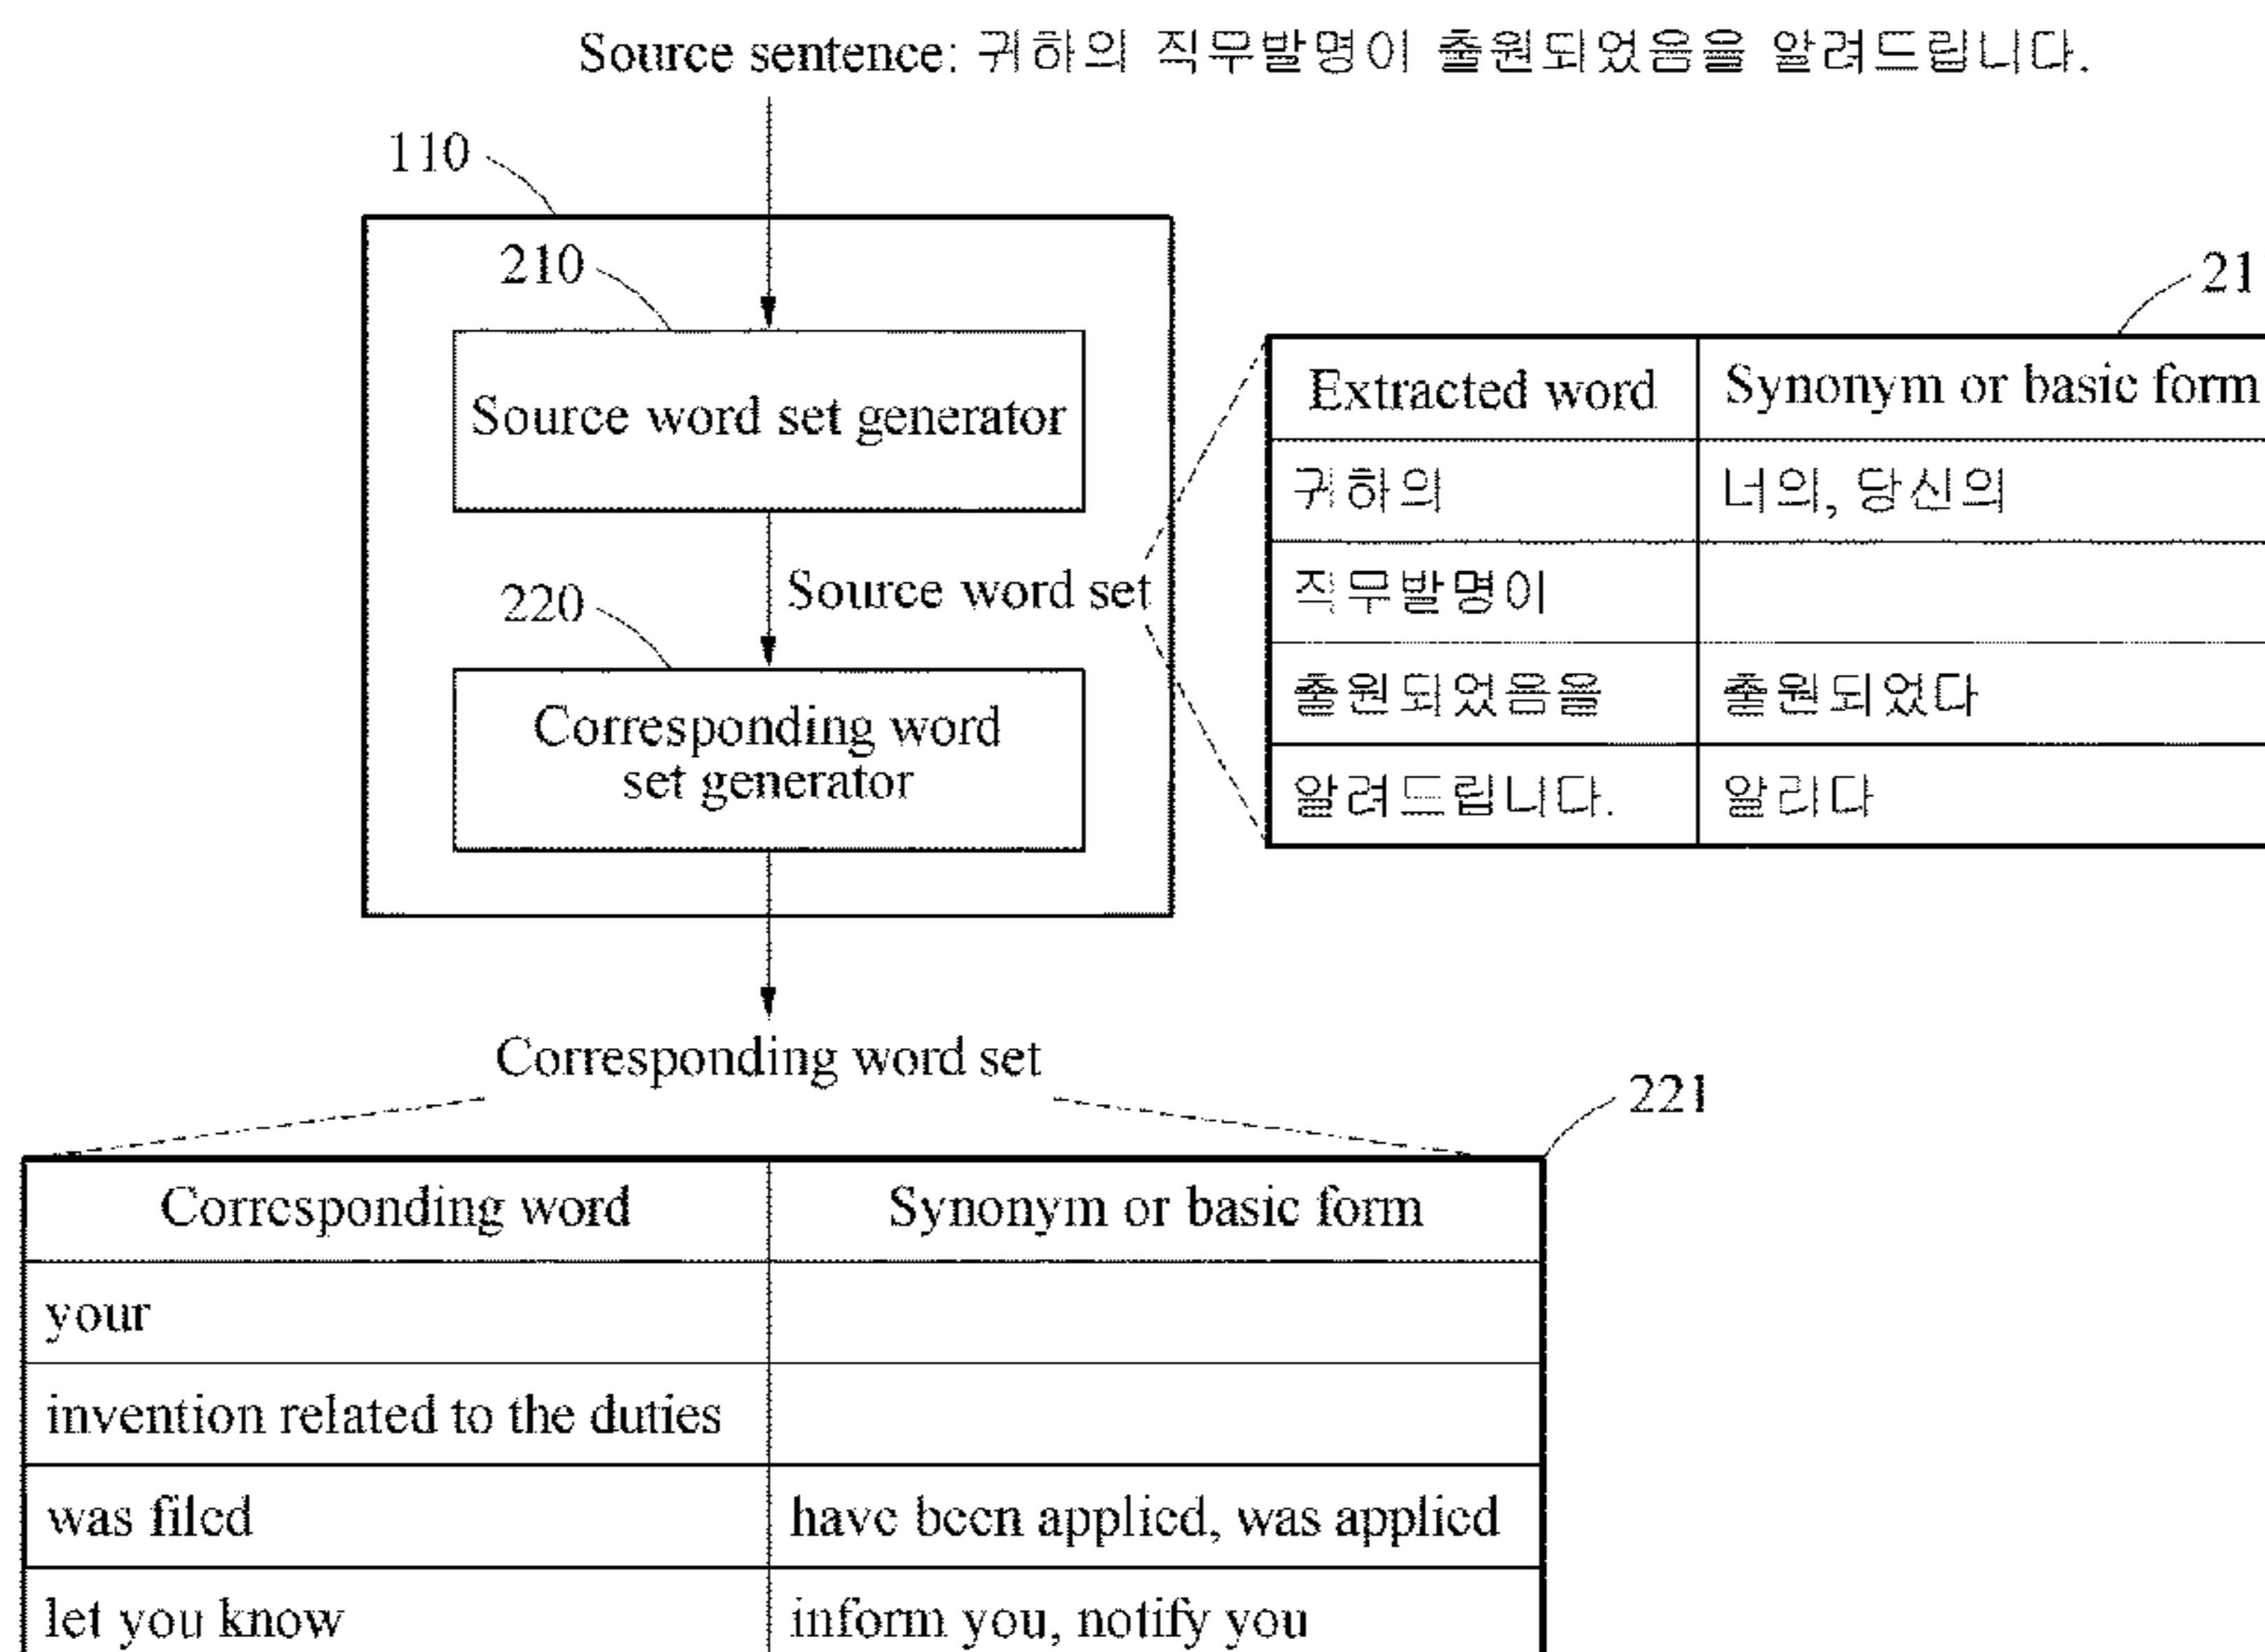 Source sentence: 귀하의 직무발명이 출원되었음을 알려드립니다.
110
210
Source word set generator
Source word set
220
Corresponding word
set generator
Corresponding word set
21
Extracted word Synonym or basic form
귀하의 너의, 당신의
직무발명이
출원되었음을 출원되었다
알려드립니다. 알리다
221
Corresponding word Synonym or basic form
your
invention related to the duties
was filed have been applied, was applied
let you know inform you, notify you